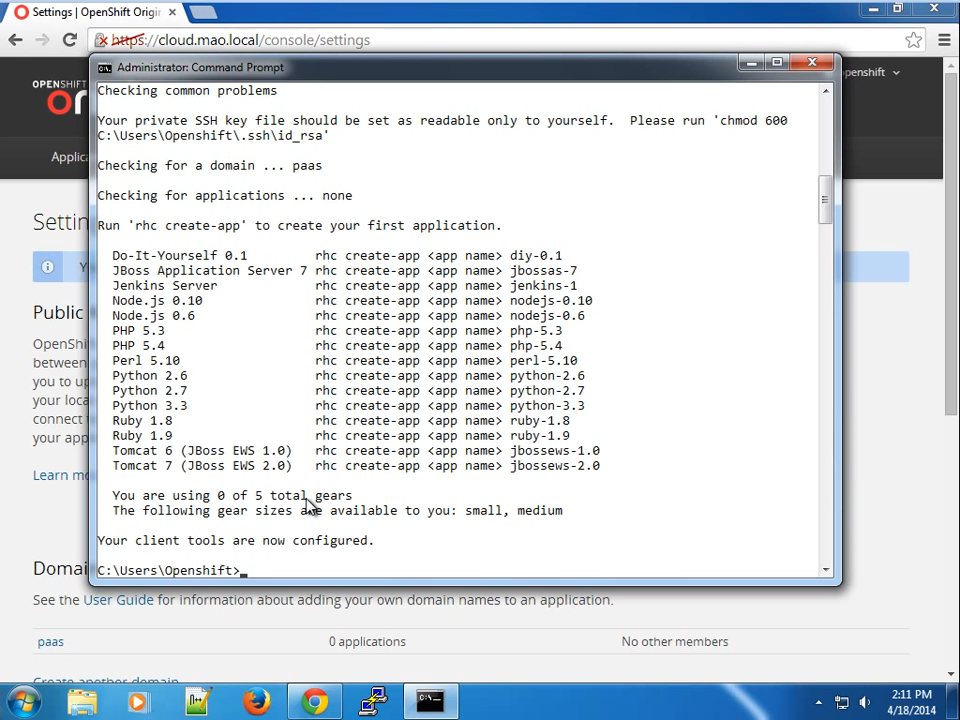 Settings | OpenShift Origi
https://cloud.mao.local/console/settings
OPENSHIFT
openshift
Applic
Administrator: Command Prompt
Checking common problems
Your private SSH key file should be set as readable only to yourself.  Please run 'chmod 600
C:\Users\Openshift\.ssh\id_rsa'
Checking for a domain ... paas
Checking for applications ... none
Run 'rhc create-app' to create your first application.
Do-It-Yourself 0.1 rhc create-app <app name> diy-0.1
JBoss Application Server 7 rhc create-app <app name> jbossas-7
Jenkins Server rhc create-app <app name> jenkins-1
Node.js 0.10 rhc create-app <app name> nodejs-0.10
Node.js 0.6 rhc create-app <app name> nodejs-0.6
PHP 5.3 rhc create-app <app name> php-5.3
PHP 5.4 rhc create-app <app name> php-5.4
Perl 5.10 rhc create-app <app name> perl-5.10
Python 2.6 rhc create-app <app name> python-2.6
Python 2.7 rhc create-app <app name> python-2.7
Python 3.3 rhc create-app <app name> python-3.3
Ruby 1.8 rhc create-app <app name> ruby-1.8
Ruby 1.9 rhc create-app <app name> ruby-1.9
Tomcat 6 (JBoss EWS 1.0) rhc create-app <app name> jbossews-1.0
Tomcat 7 (JBoss EWS 2.0) rhc create-app <app name> jbossews-2.0
You are using 0 of 5 total gears
The following gear sizes are available to you: small, medium
Your client tools are now configured.
C:\Users\Openshift>
Settin
Y
Public
OpenShi
between
you to up
your loca
connect t
your app
Learn mo
Domai
See the User Guide for information about adding your own domain names to an application.
paas 0 applications No other members
Create another domain
2:11 PM
4/18/2014